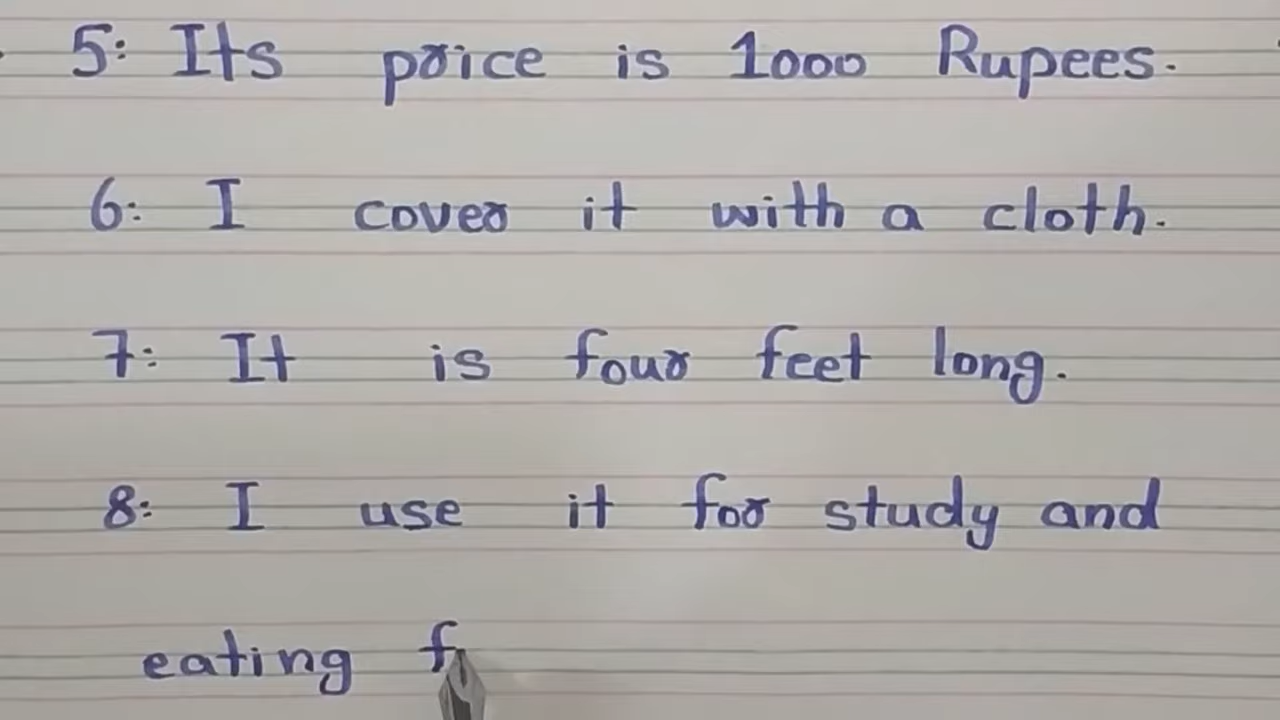 5: Its price is 1000 Rupees.
6: I cover it with a cloth.
7: It is four feet long.
8: I use it for study and
eating f